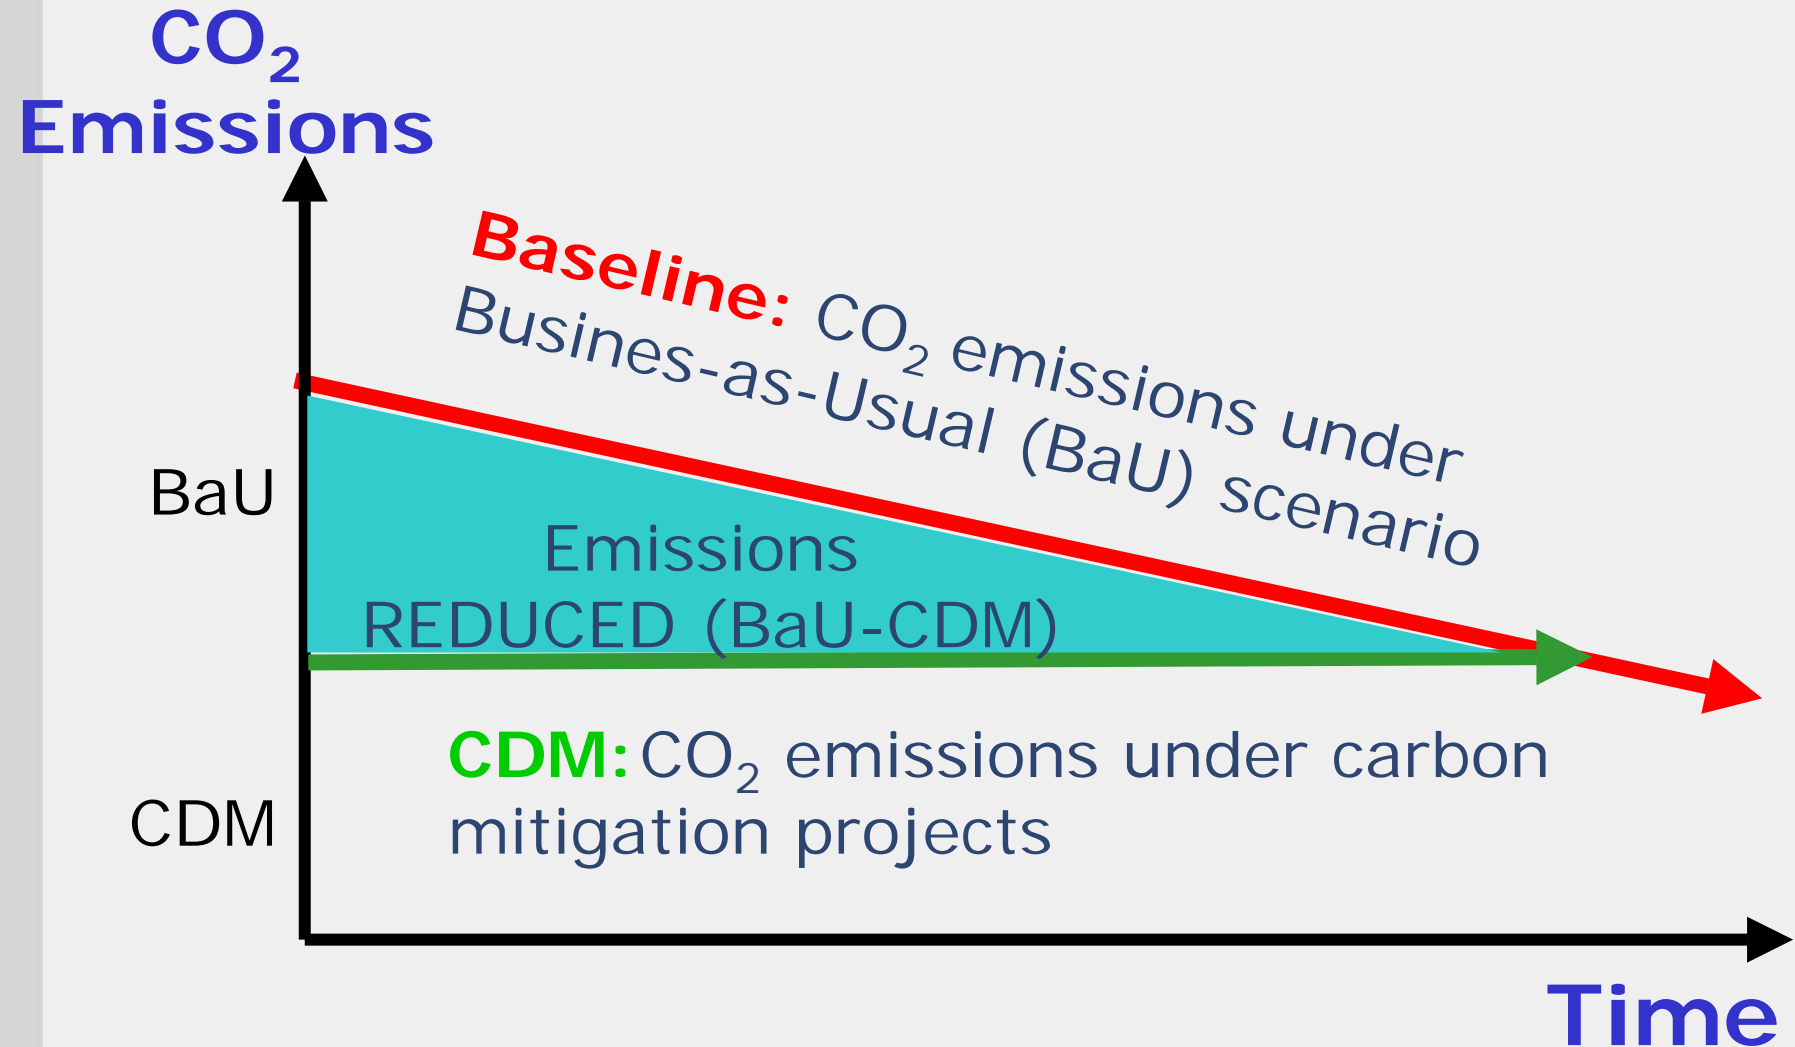 CO₂
Emissions
Baseline: CO₂ emissions under
Busines-as-Usual (BaU) scenario
BaU
Emissions
REDUCED (BaU-CDM)
CDM: CO₂ emissions under carbon
mitigation projects
CDM
Time